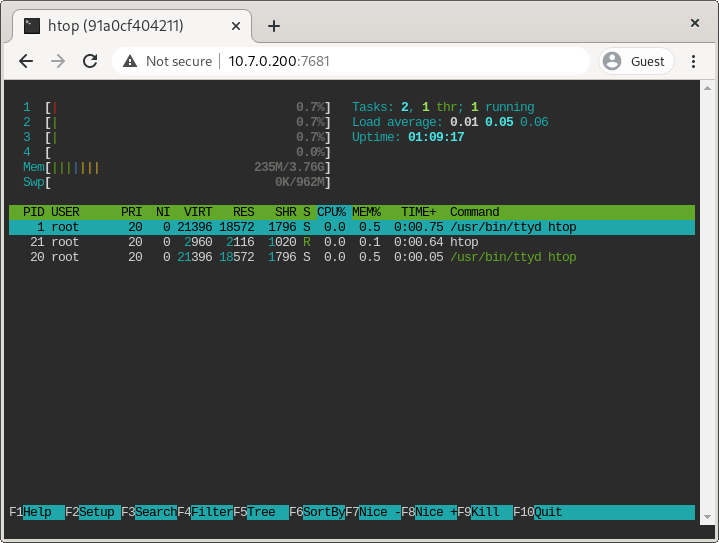 htop (91a0cf404211)
Not secure | 10.7.0.200:7681 Guest
1 [| 0.7%] Tasks: 2, 1 thr; 1 running
2 [| 0.7%] Load average: 0.01 0.05 0.06
3 [| 0.7%] Uptime: 01:09:17
4 [ 0.0%]
Mem[||||||| 235M/3.76G]
Swp[ 0K/962M]
PID USER PRI NI VIRT RES SHR S CPU% MEM% TIME+ Command
1 root 20 0 21396 18572 1796 S 0.0 0.5 0:00.75 /usr/bin/ttyd htop
21 root 20 0 2960 2116 1020 R 0.0 0.1 0:00.64 htop
20 root 20 0 21396 18572 1796 S 0.0 0.5 0:00.05 /usr/bin/ttyd htop
F1Help F2Setup F3SearchF4FilterF5Tree F6SortByF7Nice -F8Nice +F9Kill F10Quit